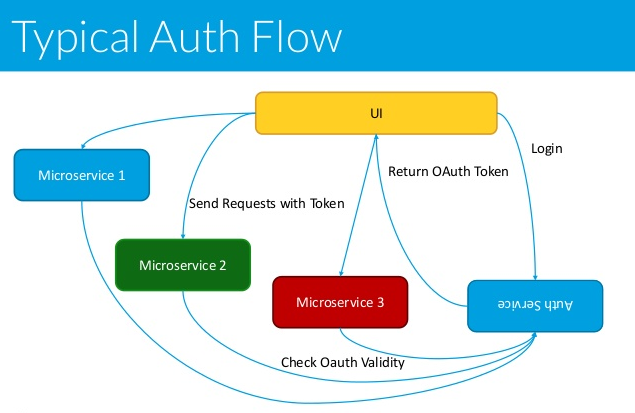 Typical Auth Flow
UI
Login
Microservice 1
Return OAuth Token
Send Requests with Token
Microservice 2
Microservice 3
Auth Service
Check Oauth Validity